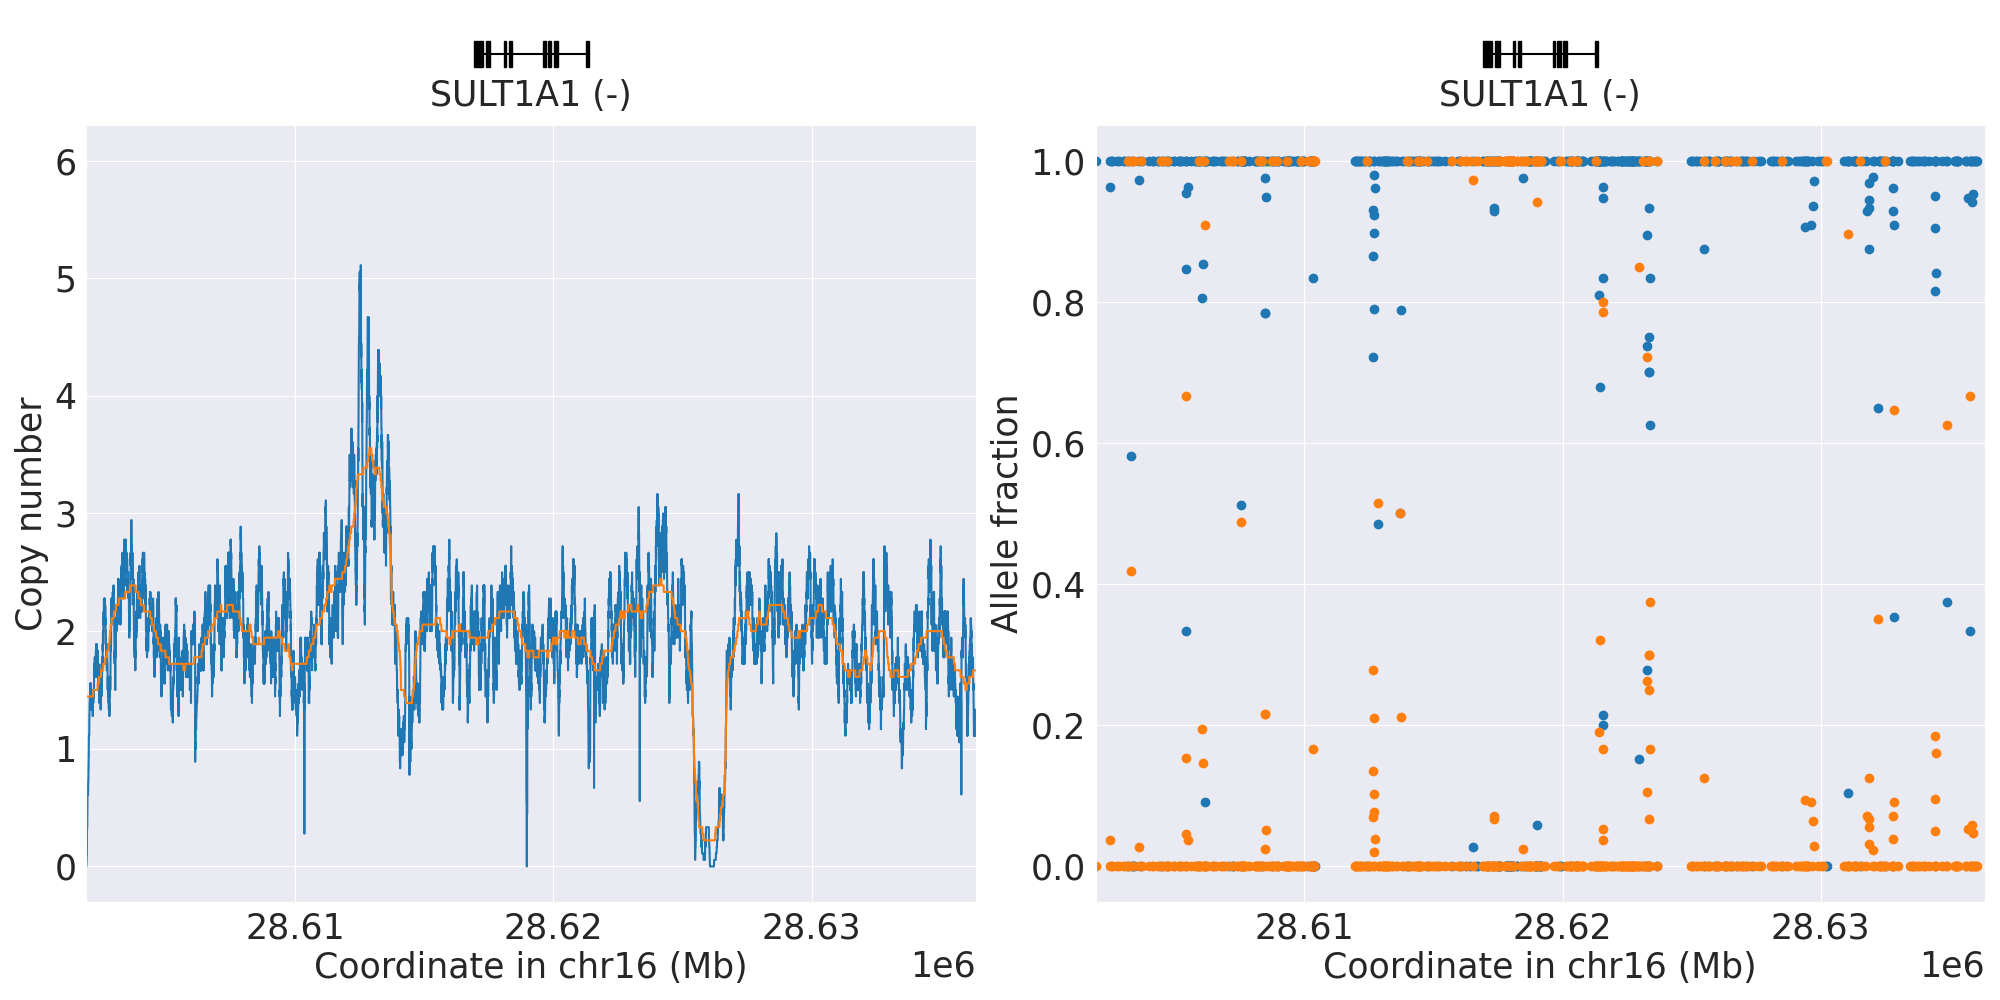 SULT1A1 (-)
Copy number
6
5
4
3
2
1
0
28.61
28.62
28.63
Coordinate in chr16 (Mb)
1e6
SULT1A1 (-)
Allele fraction
1.0
0.8
0.6
0.4
0.2
0.0
28.61
28.62
28.63
Coordinate in chr16 (Mb)
1e6